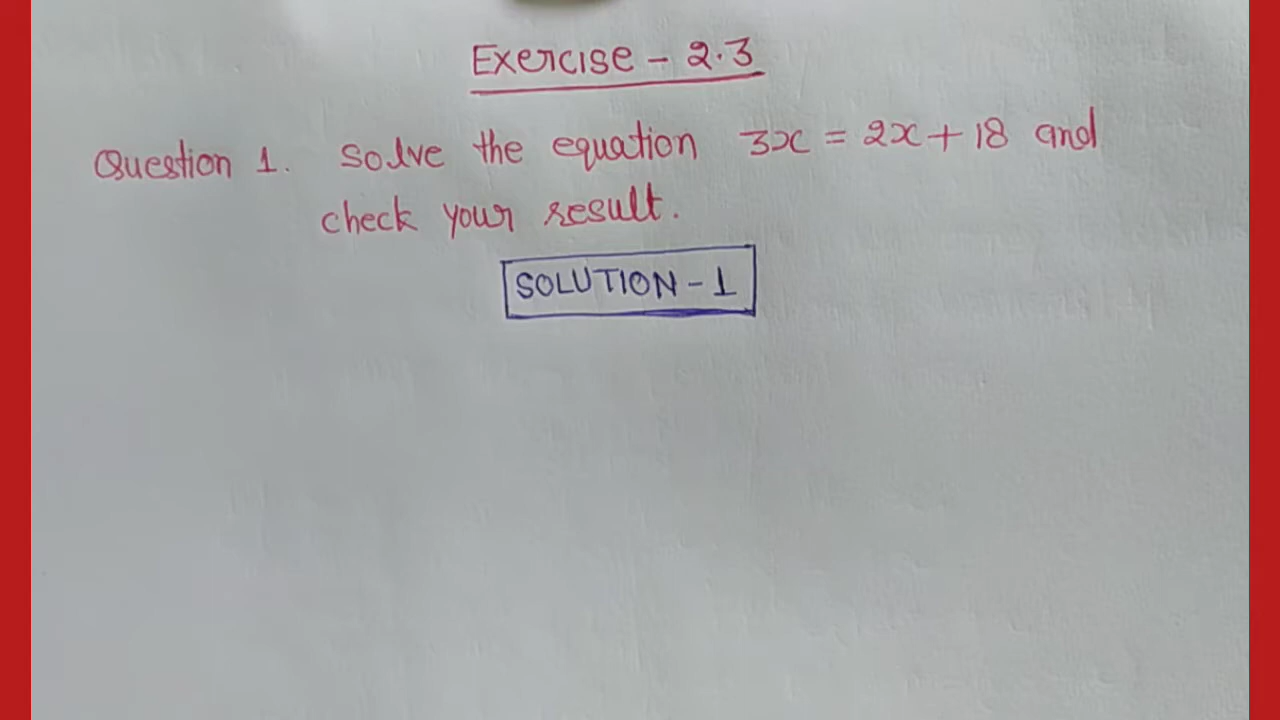 Exercise - 2.3
Question 1. Solve the equation 3x = 2x + 18 and
check your result.
SOLUTION - 1